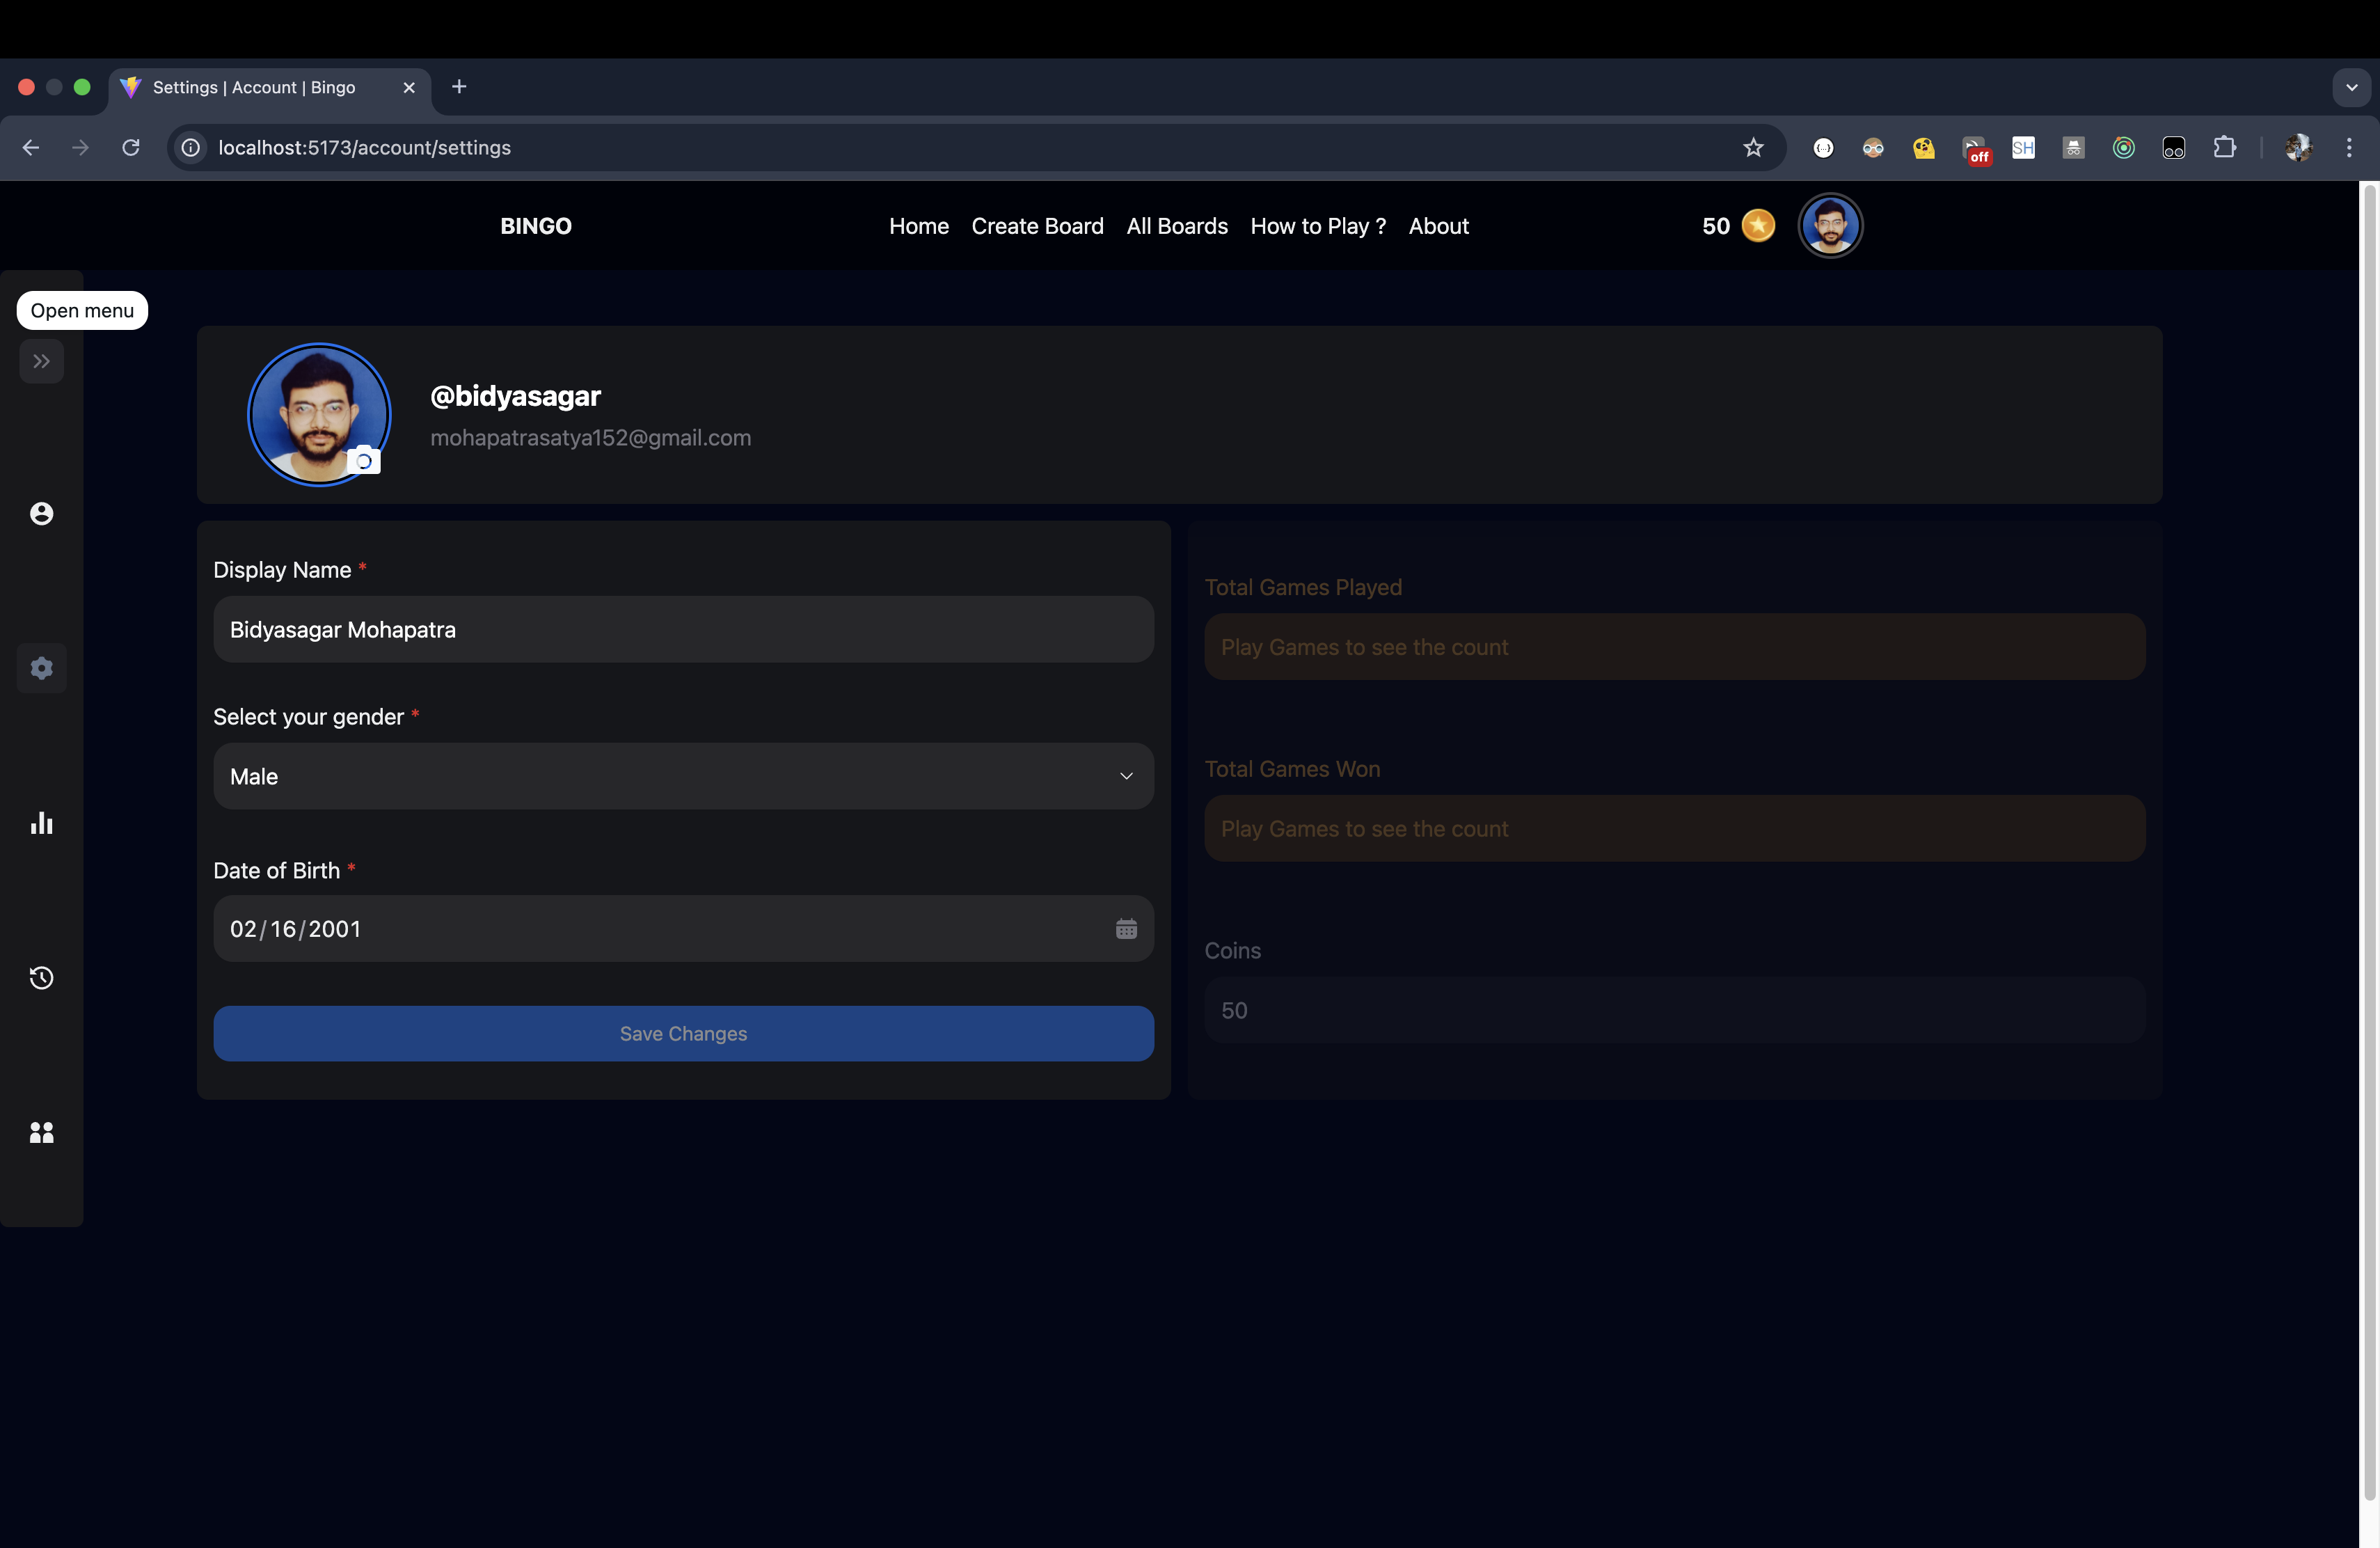 Settings | Account | Bingo
localhost:5173/account/settings
off
SH
BINGO
Home Create Board All Boards How to Play ? About
50
Open menu
@bidyasagar
mohapatrasatya152@gmail.com
Display Name *
Bidyasagar Mohapatra
Select your gender *
Male
Date of Birth *
02/16/2001
Save Changes
Total Games Played
Play Games to see the count
Total Games Won
Play Games to see the count
Coins
50